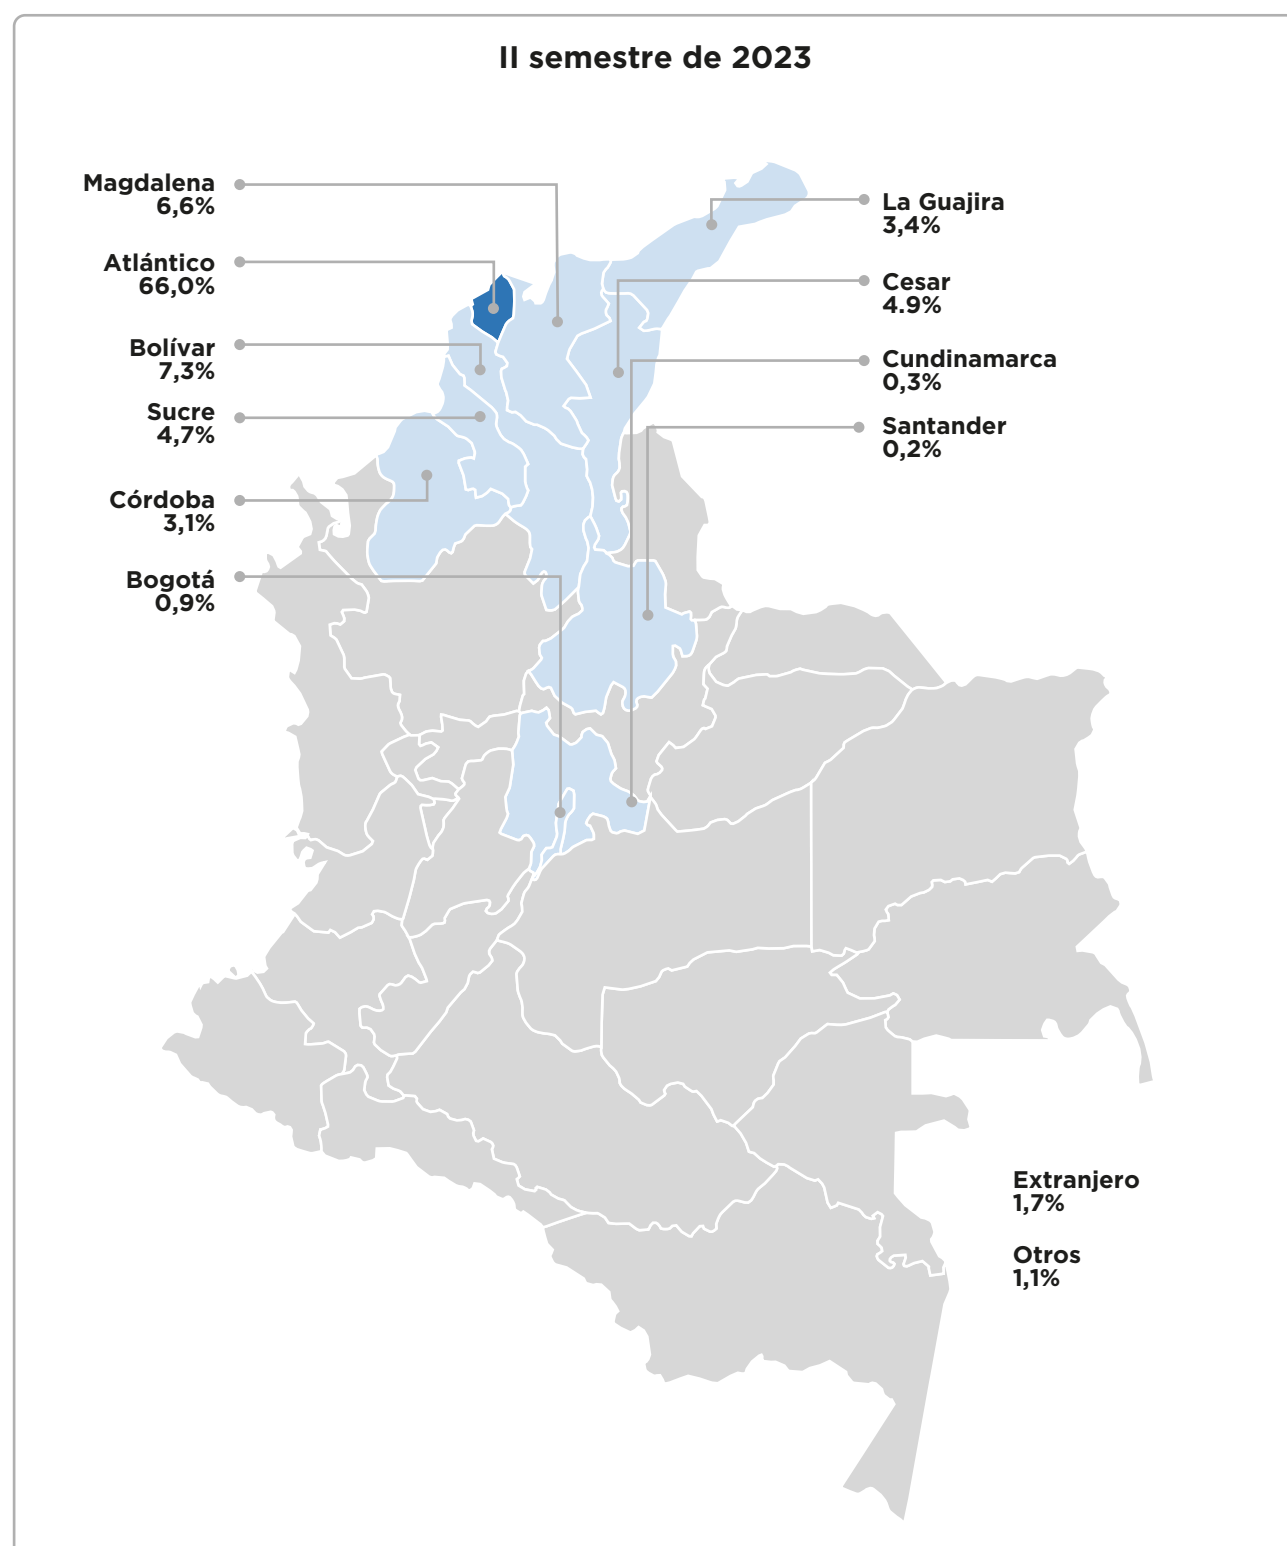 II semestre de 2023
Magdalena
6,6%
Atlántico
66,0%
Bolívar
7,3%
Sucre
4,7%
Córdoba
3,1%
Bogotá
0,9%
La Guajira
3,4%
Cesar
4.9%
Cundinamarca
0,3%
Santander
0,2%
Extranjero
1,7%
Otros
1,1%